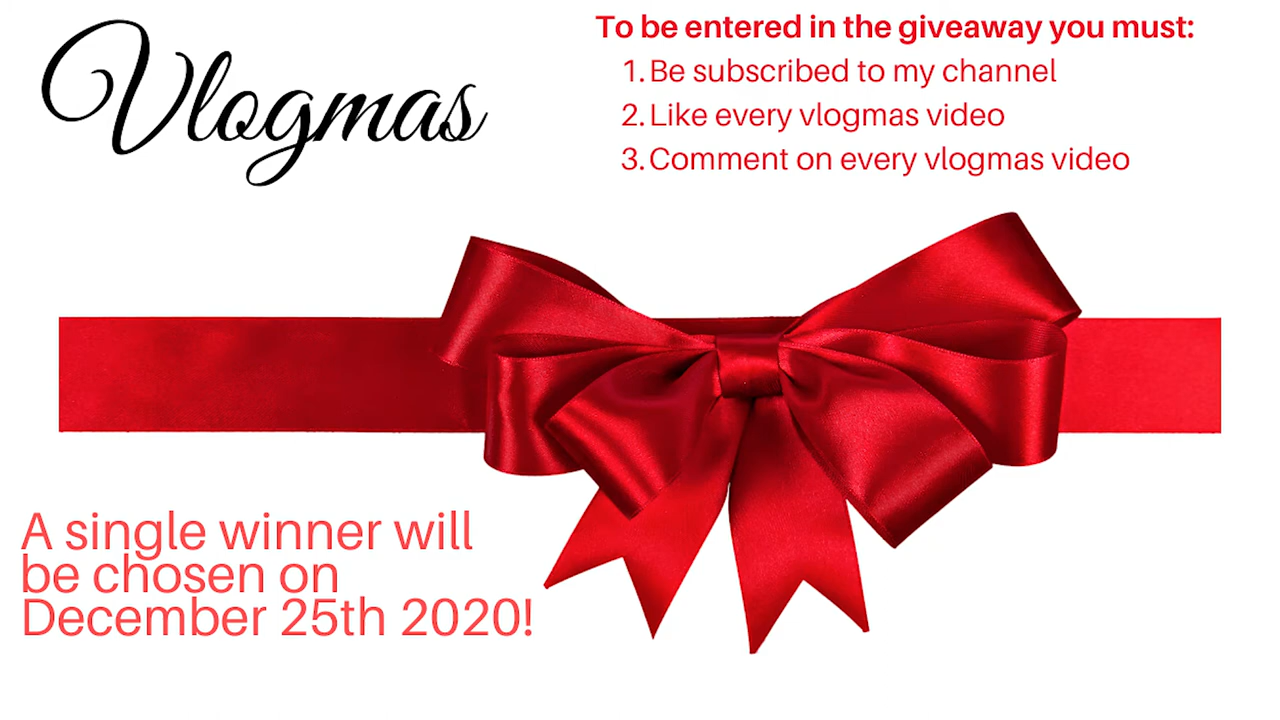 Vlogmas
To be entered in the giveaway you must:
1. Be subscribed to my channel
2. Like every vlogmas video
3. Comment on every vlogmas video
A single winner will
be chosen on
December 25th 2020!